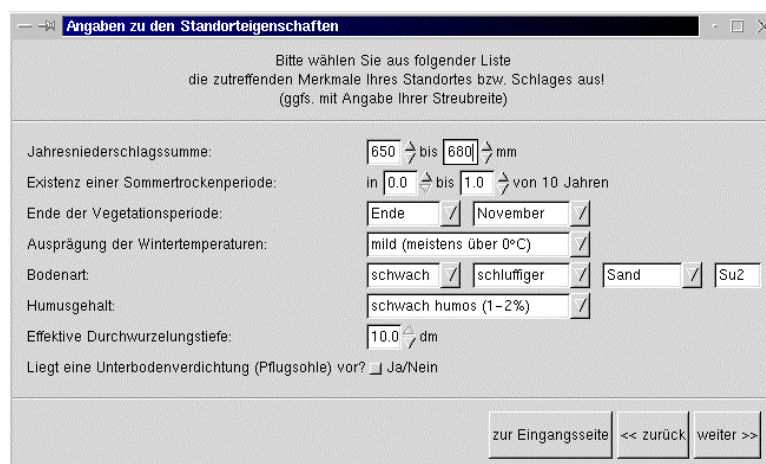 Angaben zu den Standorteigenschaften
Bitte wählen Sie aus folgender Liste
die zutreffenden Merkmale Ihres Standortes bzw. Schlages aus!
(ggfs. mit Angabe Ihrer Streubreite)
Jahresniederschlagssumme: 650 bis 680 mm
Existenz einer Sommertrockenperiode: in 0.0 bis 1.0 von 10 Jahren
Ende der Vegetationsperiode: Ende November
Ausprägung der Wintertemperaturen: mild (meistens über 0°C)
Bodenart: schwach schluffiger Sand Su2
Humusgehalt: schwach humos (1-2%)
Effektive Durchwurzelungstiefe: 10.0 dm
Liegt eine Unterbodenverdichtung (Pflugsohle) vor? Ja/Nein
zur Eingangsseite << zurück weiter >>